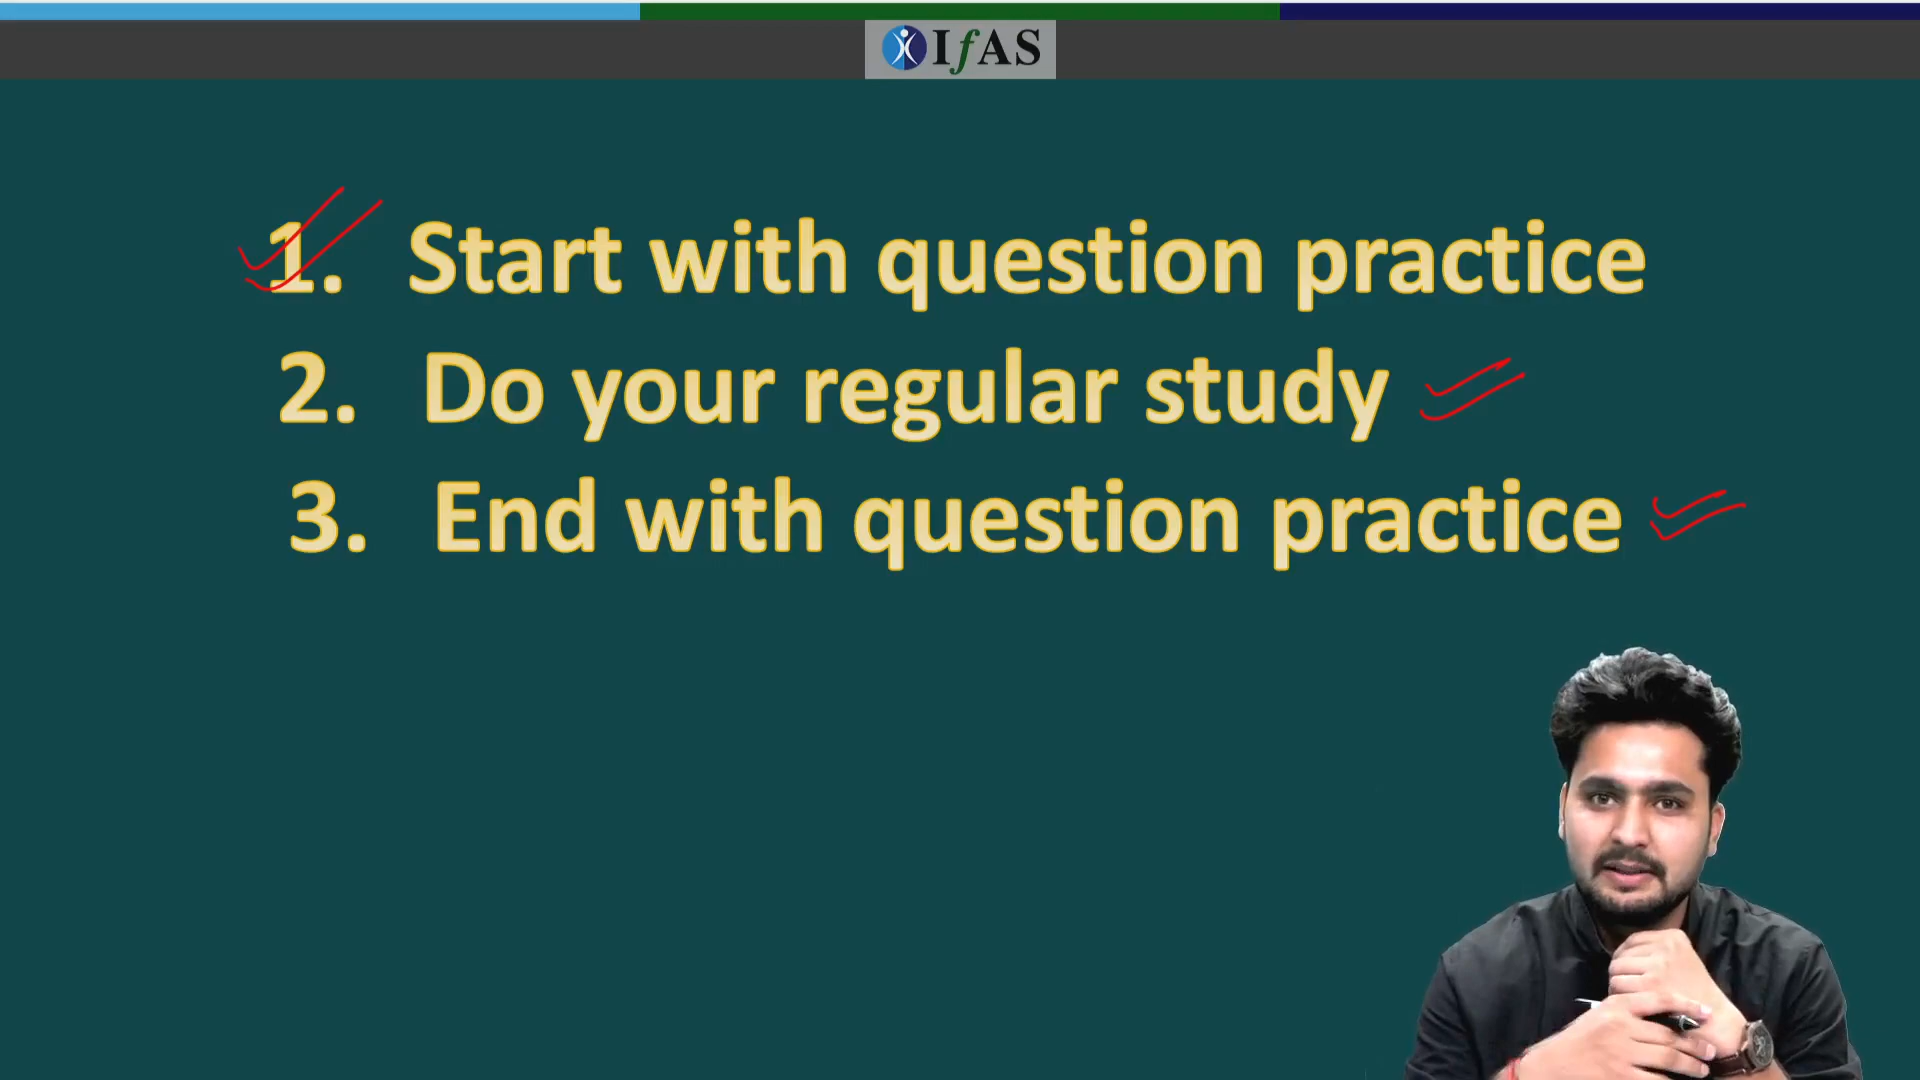 IfAS
1. Start with question practice
2. Do your regular study
3. End with question practice